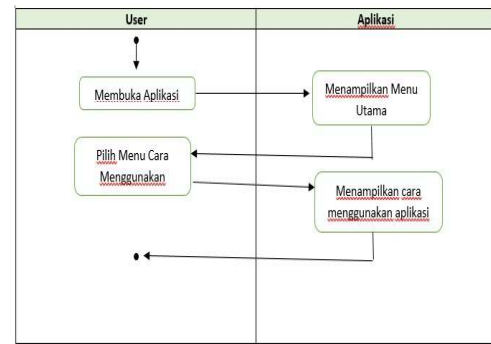 User
Aplikasi
Membuka Aplikasi
Menampilkan Menu
Utama
Pilih Menu Cara
Menggunakan
Menampilkan cara
menggunakan aplikasi